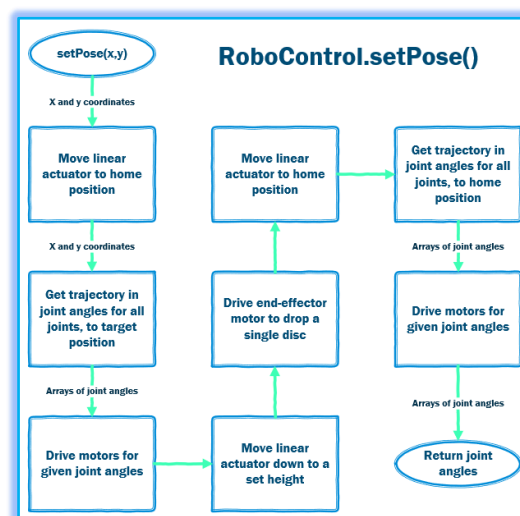 RoboControl.setPose()
setPose(x,y)
X and y coordinates
Move linear
actuator to home
position
X and y coordinates
Get trajectory in
joint angles for all
joints, to target
position
Arrays of joint angles
Drive motors for
given joint angles
Move linear
actuator down to a
set height
Drive end-effector
motor to drop a
single disc
Move linear
actuator to home
position
Get trajectory in
joint angles for all
joints, to home
position
Arrays of joint angles
Drive motors for
given joint angles
Arrays of joint angles
Return joint
angles